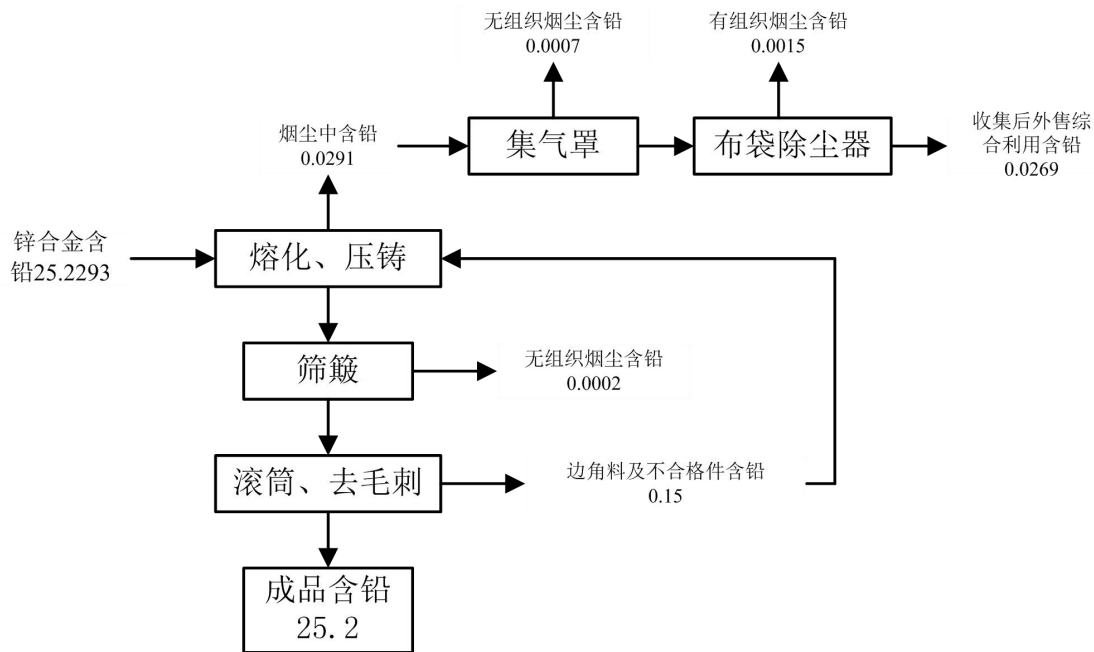 无组织烟尘含铅
0.0007
有组织烟尘含铅
0.0015
烟尘中含铅
0.0291
集气罩
布袋除尘器
收集后外售综
合利用含铅
0.0269
锌合金含
铅25.2293
熔化、压铸
筛簸
无组织烟尘含铅
0.0002
滚筒、去毛刺
边角料及不合格件含铅
0.15
成品含铅
25.2